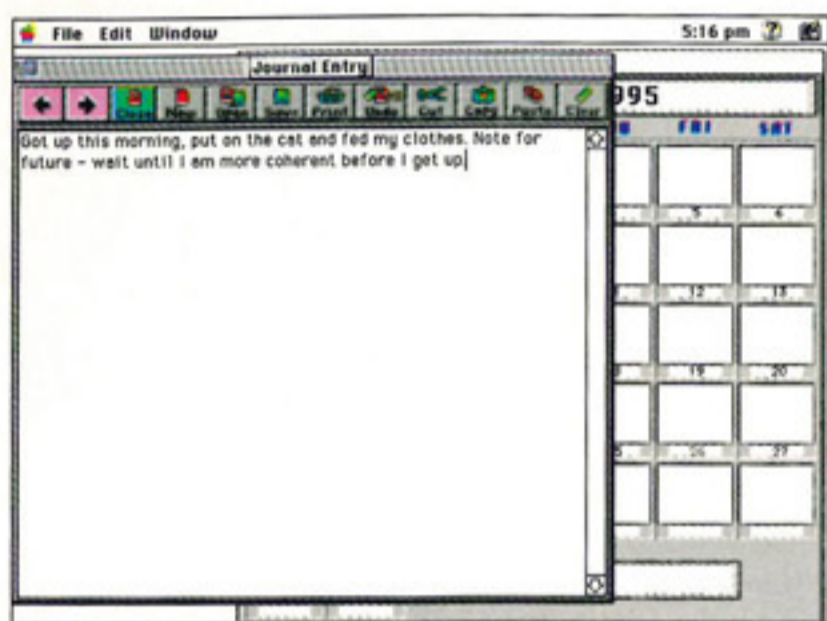 File Edit Window
5:16 pm
Journal Entry
Close New Open Save Print Undo Cut Copy Paste Clear
Got up this morning, put on the cat and fed my clothes. Note for
future - wait until I am more coherent before I get up.
995
FRI SAT
5 6
12 13
19 20
26 27